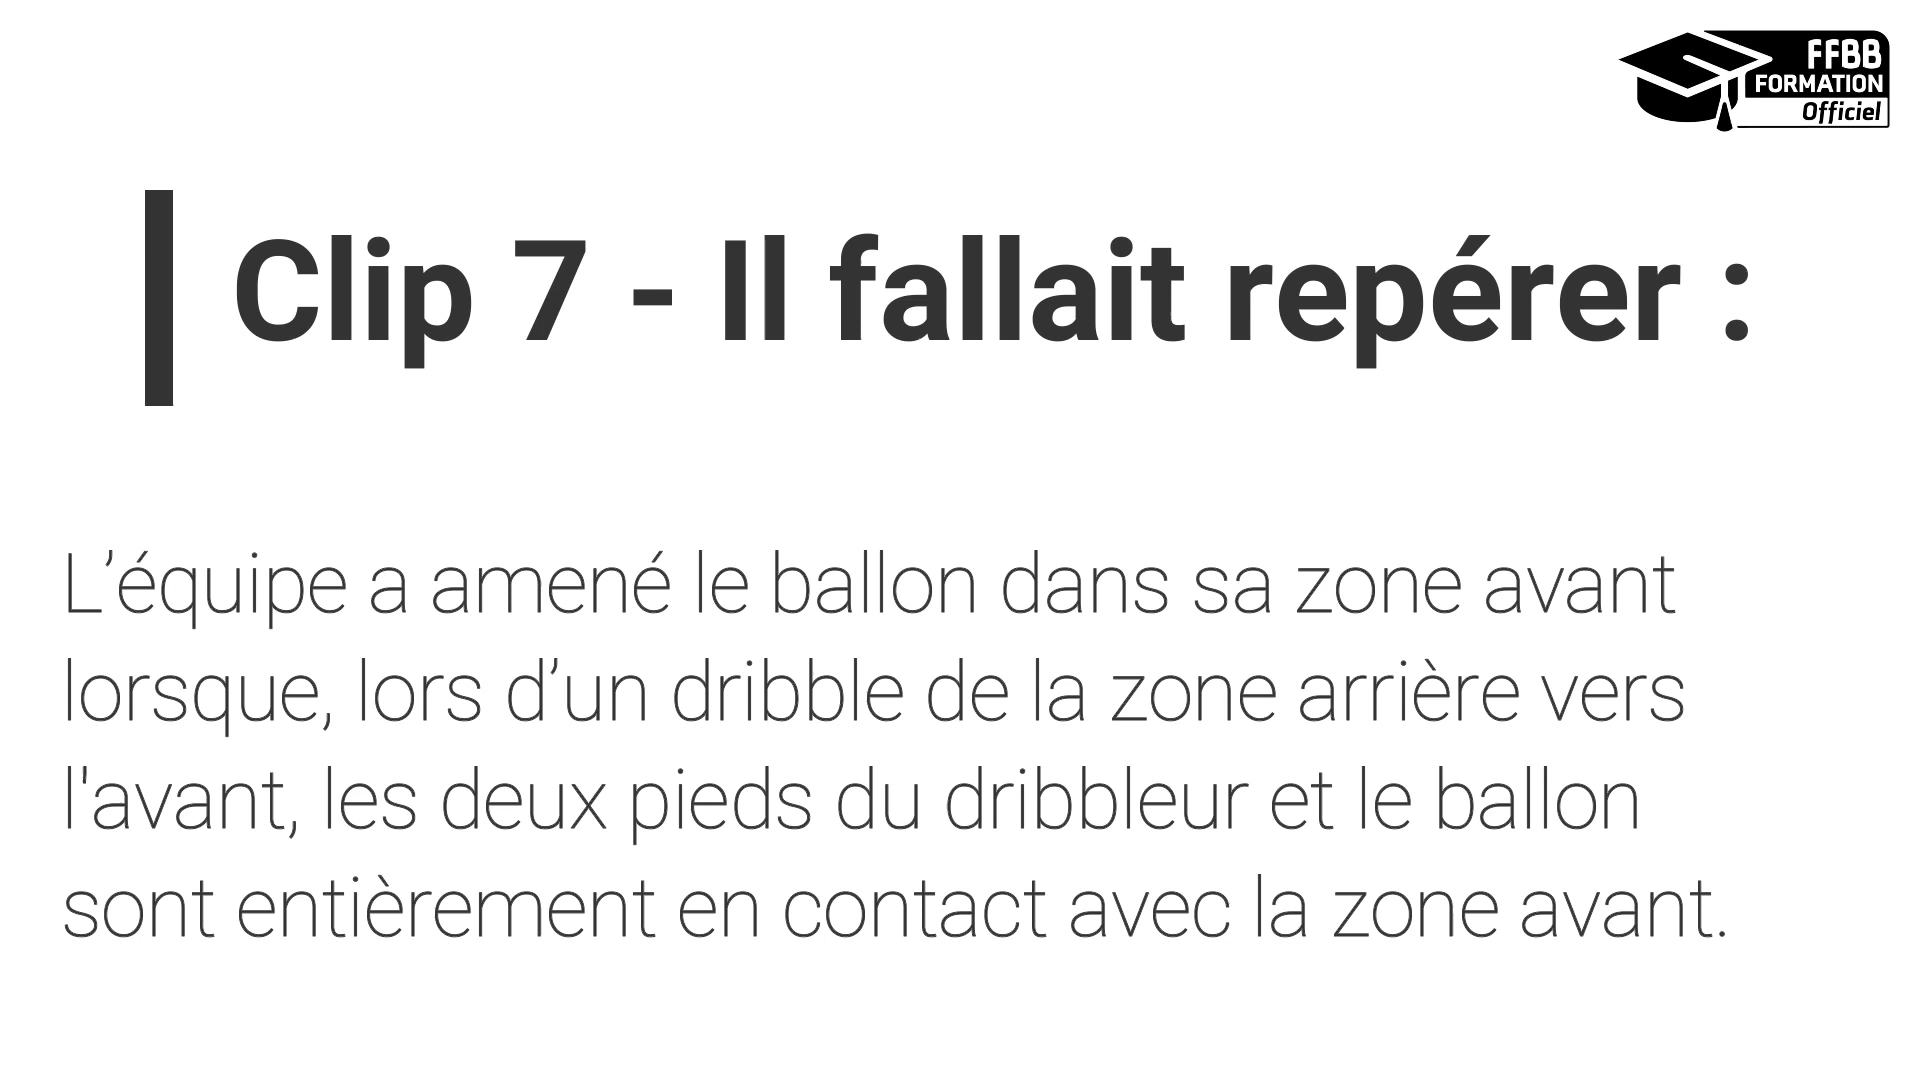 FFBB
FORMATION
Officiel
Clip 7 - Il fallait repérer :
L’équipe a amené le ballon dans sa zone avant
lorsque, lors d’un dribble de la zone arrière vers
l'avant, les deux pieds du dribbleur et le ballon
sont entièrement en contact avec la zone avant.